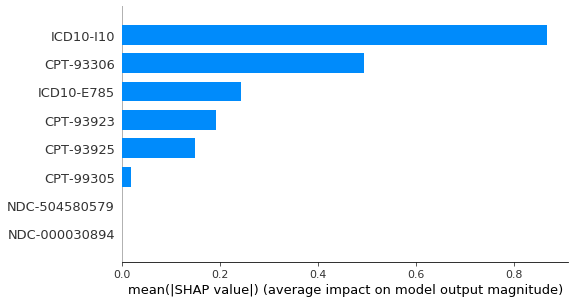 ICD10-I10
CPT-93306
ICD10-E785
CPT-93923
CPT-93925
CPT-99305
NDC-504580579
NDC-000030894
0.0 0.2 0.4 0.6 0.8
mean(|SHAP value|) (average impact on model output magnitude)